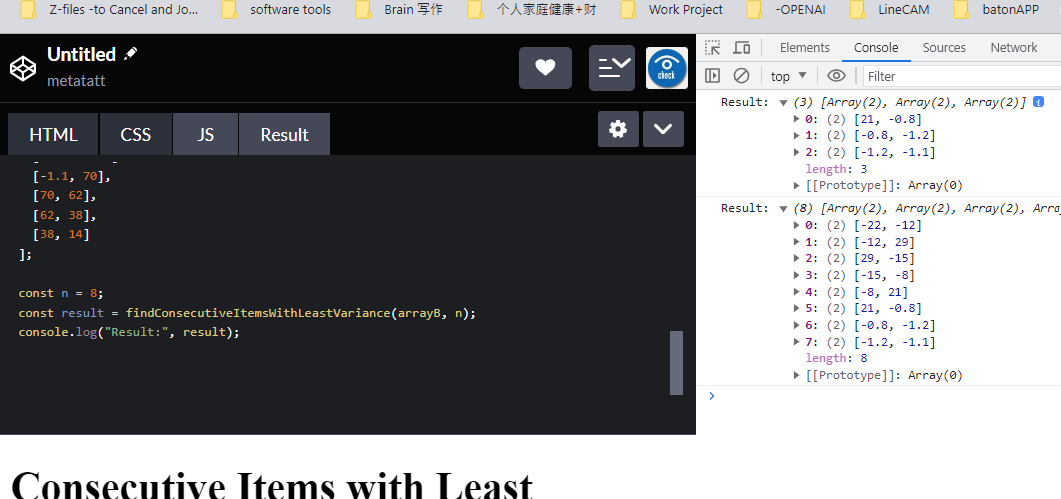 Z-files -to Cancel and Jo... software tools Brain 写作 个人家庭健康+财 Work Project -OPENAI LineCAM batonAPP
Untitled
metatatt
check
HTML CSS JS Result
[-1.1, 70],
[70, 62],
[62, 38],
[38, 14]
];
const n = 8;
const result = findConsecutiveItemsWithLeastVariance(arrayB, n);
console.log("Result:", result);
Consecutive Items with Least
Elements Console Sources Network
top Filter
Result: (3) [Array(2), Array(2), Array(2)] i
0: (2) [21, -0.8]
1: (2) [-0.8, -1.2]
2: (2) [-1.2, -1.1]
length: 3
[[Prototype]]: Array(0)
Result: (8) [Array(2), Array(2), Array(2), Arra
0: (2) [-22, -12]
1: (2) [-12, 29]
2: (2) [29, -15]
3: (2) [-15, -8]
4: (2) [-8, 21]
5: (2) [21, -0.8]
6: (2) [-0.8, -1.2]
7: (2) [-1.2, -1.1]
length: 8
[[Prototype]]: Array(0)